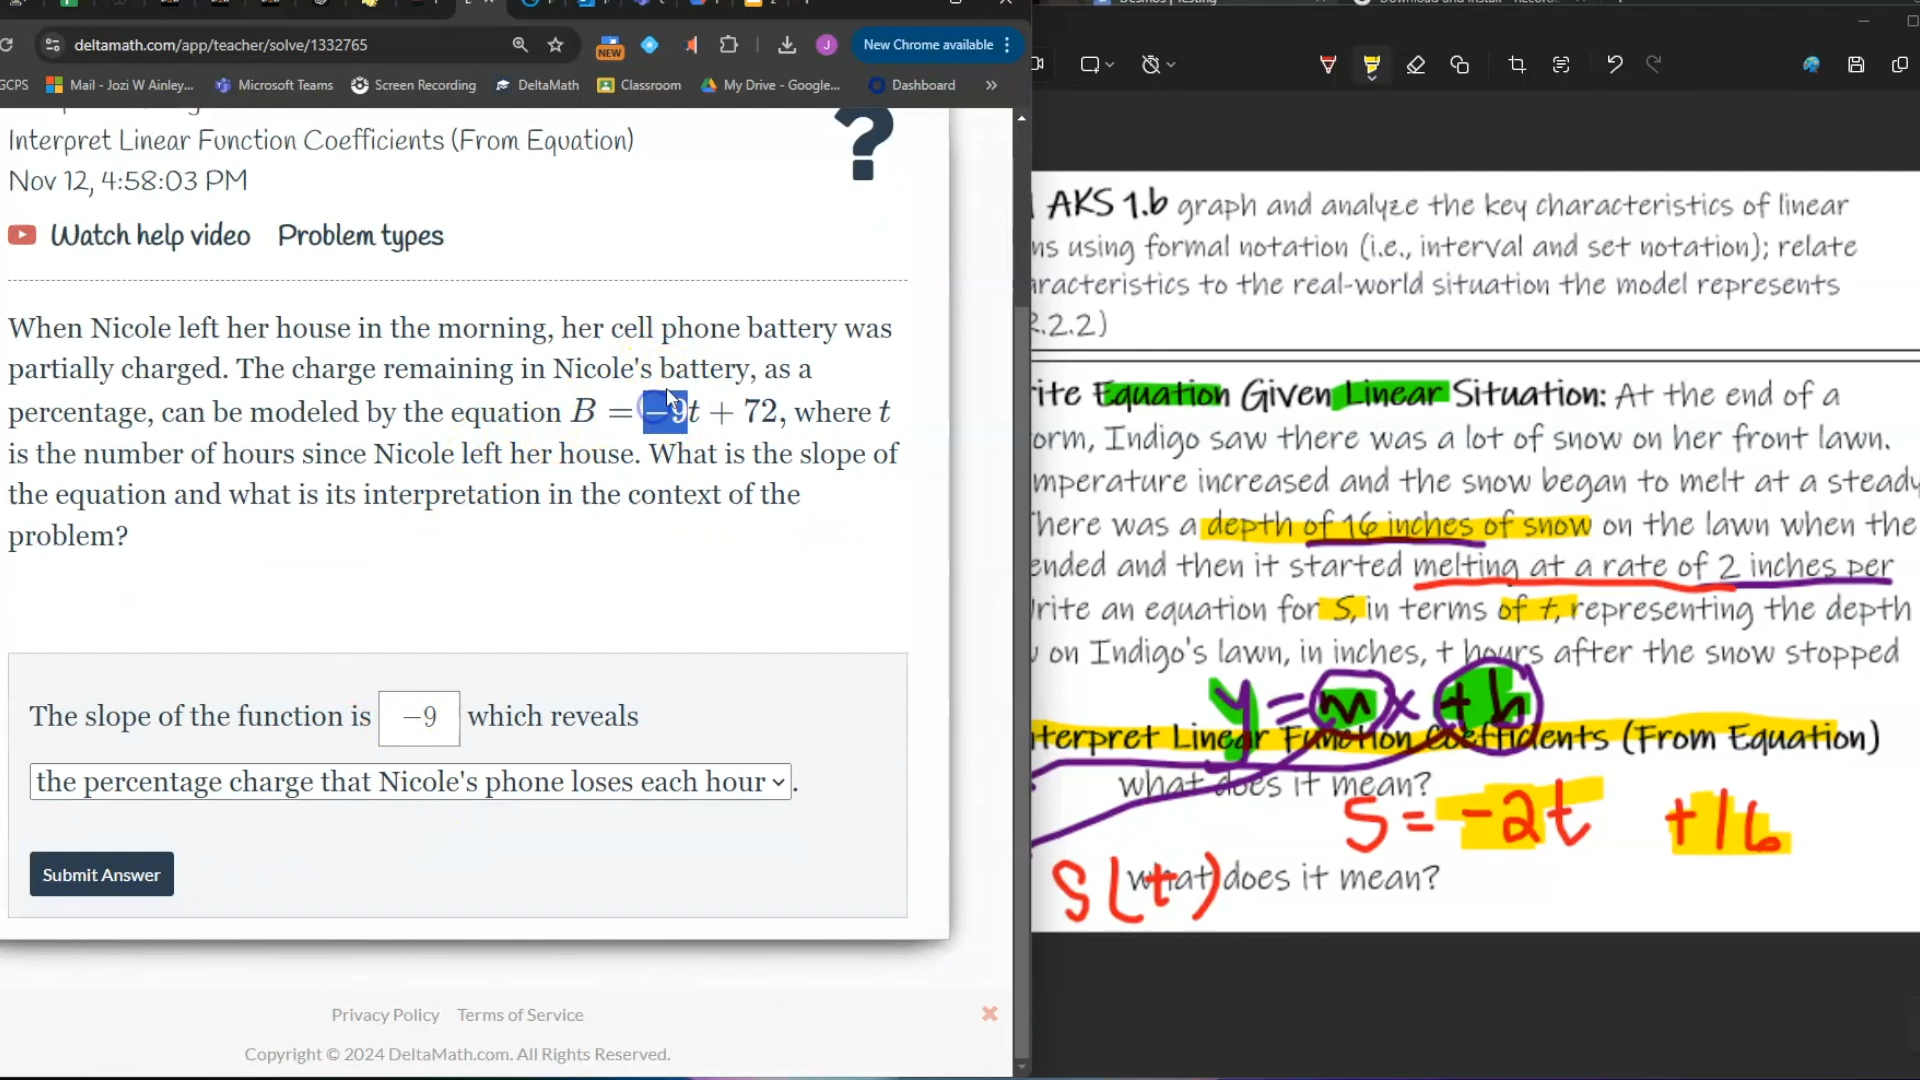 deltamath.com/app/teacher/solve/1332765
NEW
J
New Chrome available
GCPS
Mail - Jozi W Ainley...
Microsoft Teams
Screen Recording
DeltaMath
Classroom
My Drive - Google...
Dashboard
»
Interpret Linear Function Coefficients (From Equation)
Nov 12, 4:58:03 PM
?
Watch help video
Problem types
When Nicole left her house in the morning, her cell phone battery was
partially charged. The charge remaining in Nicole's battery, as a
percentage, can be modeled by the equation B = −9t + 72, where t
is the number of hours since Nicole left her house. What is the slope of
the equation and what is its interpretation in the context of the
problem?
The slope of the function is −9 which reveals
the percentage charge that Nicole's phone loses each hour .
Submit Answer
Privacy Policy Terms of Service
Copyright © 2024 DeltaMath.com. All Rights Reserved.
AKS 1.b graph and analyze the key characteristics of linear
ns using formal notation (i.e., interval and set notation); relate
aracteristics to the real-world situation the model represents
R.2.2)
rite Equation Given Linear Situation: At the end of a
orm, Indigo saw there was a lot of snow on her front lawn.
mperature increased and the snow began to melt at a steady
There was a depth of 16 inches of snow on the lawn when the
ended and then it started melting at a rate of 2 inches per
Write an equation for S, in terms of t, representing the depth
on Indigo's lawn, in inches, t hours after the snow stopped
y = mx + b
nterpret Linear Function Coefficients (From Equation)
what does it mean?
S = -2t +16
S(t)
what does it mean?